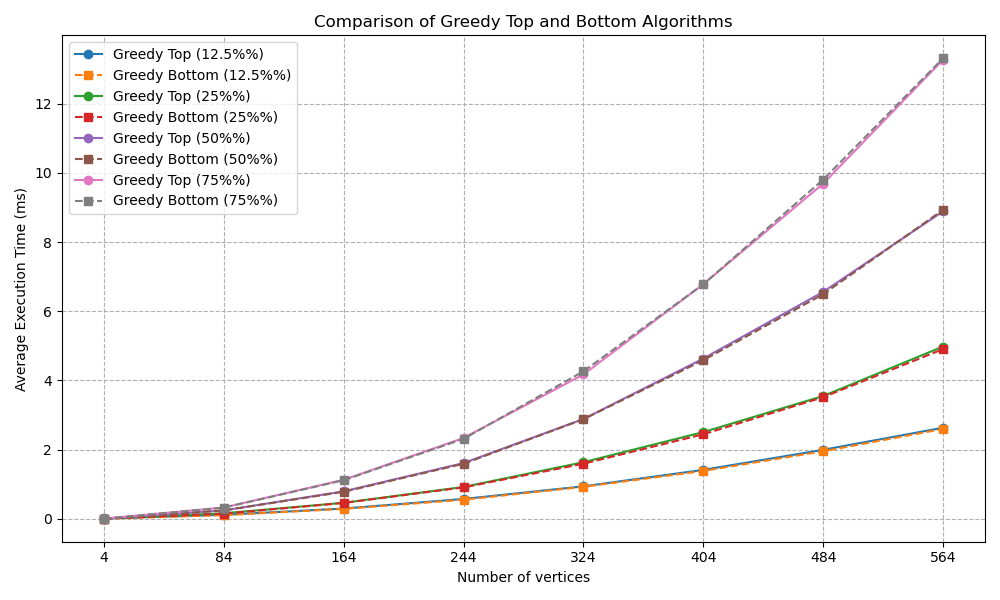 Comparison of Greedy Top and Bottom Algorithms
Greedy Top (12.5%%)
Greedy Bottom (12.5%%)
Greedy Top (25%%)
Greedy Bottom (25%%)
Greedy Top (50%%)
Greedy Bottom (50%%)
Greedy Top (75%%)
Greedy Bottom (75%%)
Average Execution Time (ms)
12
10
8
6
4
2
0
4 84 164 244 324 404 484 564
Number of vertices